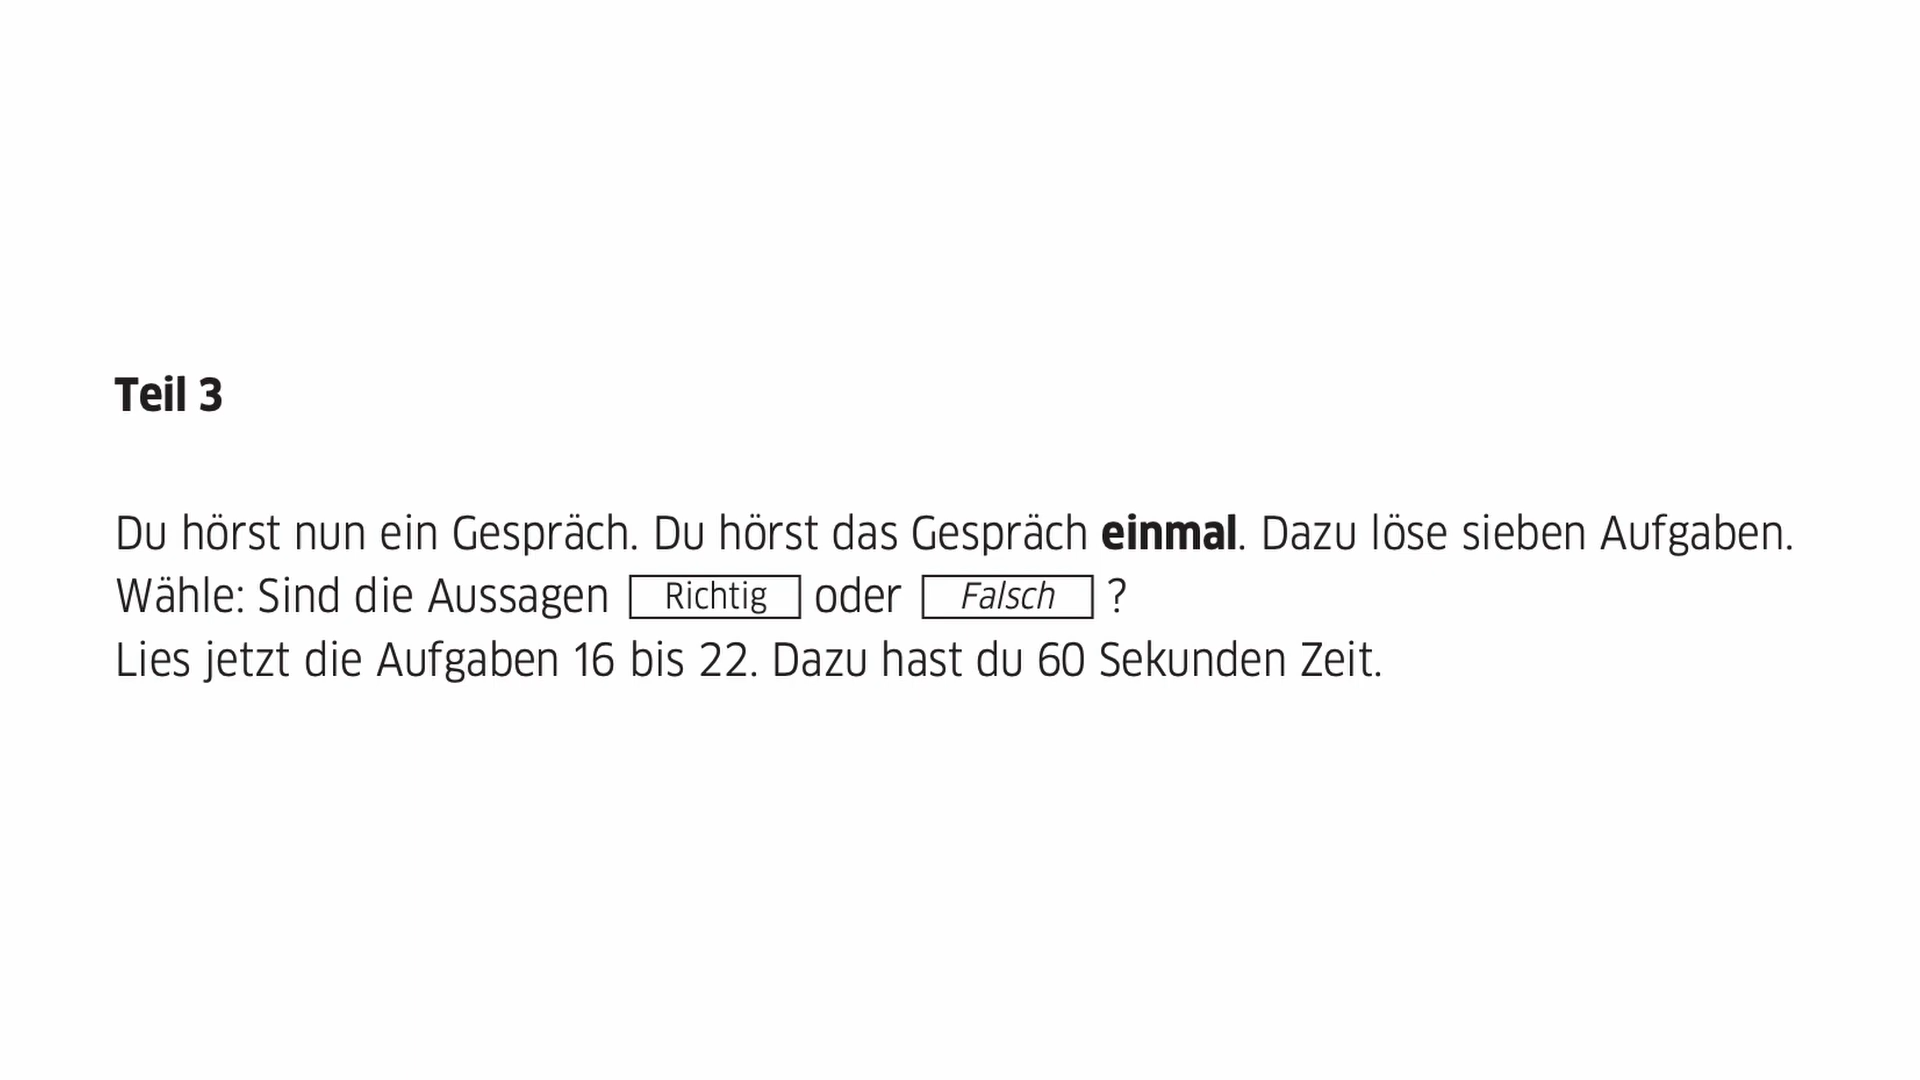 Teil 3
Du hörst nun ein Gespräch. Du hörst das Gespräch einmal. Dazu löse sieben Aufgaben.
Wähle: Sind die Aussagen Richtig oder Falsch ?
Lies jetzt die Aufgaben 16 bis 22. Dazu hast du 60 Sekunden Zeit.